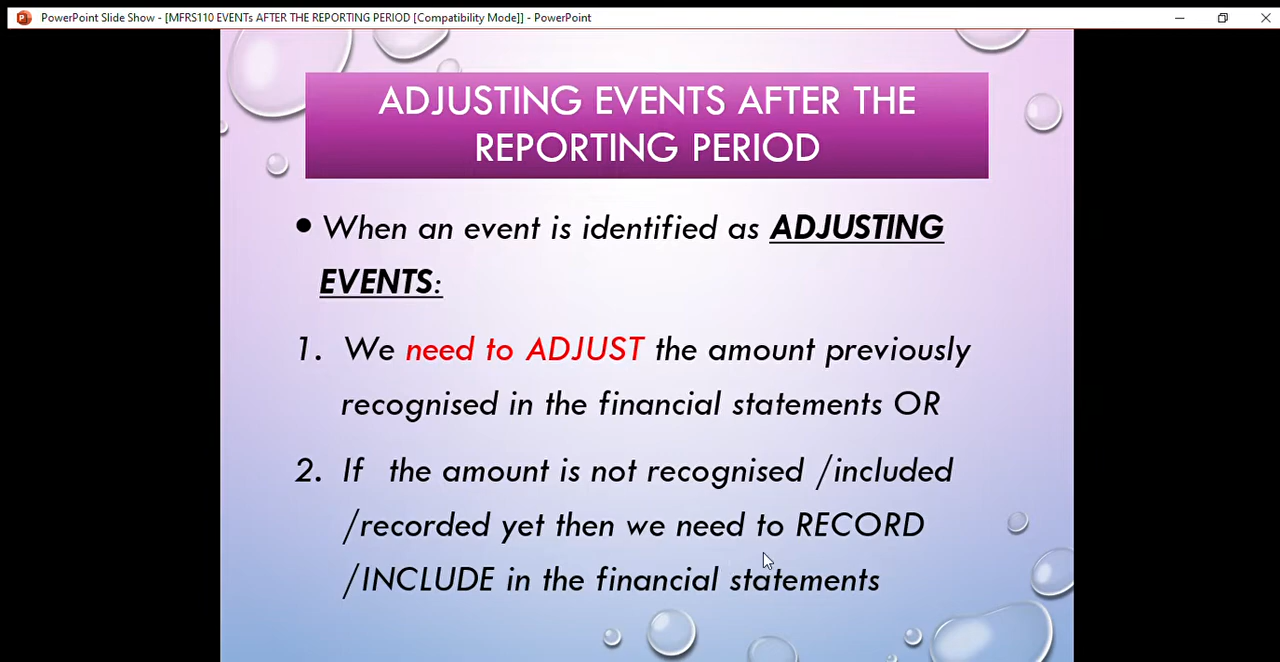 PowerPoint Slide Show - [MFRS110 EVENTs AFTER THE REPORTING PERIOD [Compatibility Mode]] - PowerPoint
ADJUSTING EVENTS AFTER THE
REPORTING PERIOD
• When an event is identified as ADJUSTING
EVENTS:
1. We need to ADJUST the amount previously
recognised in the financial statements OR
2. If the amount is not recognised /included
/recorded yet then we need to RECORD
/INCLUDE in the financial statements